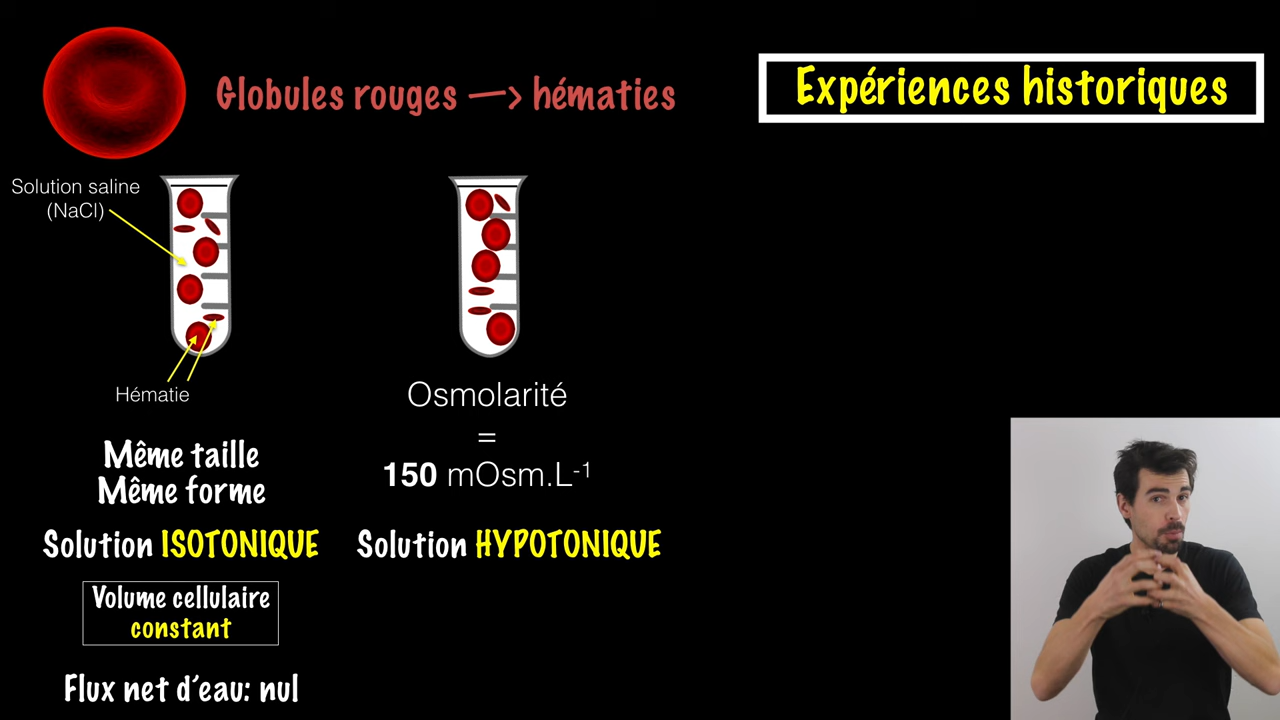 Globules rouges —> hématies
Expériences historiques
Solution saline
(NaCl)
Hématie
Même taille
Même forme
Solution ISOTONIQUE
Volume cellulaire
constant
Flux net d'eau: nul
Osmolarité
=
150 mOsm.L⁻¹
Solution HYPOTONIQUE